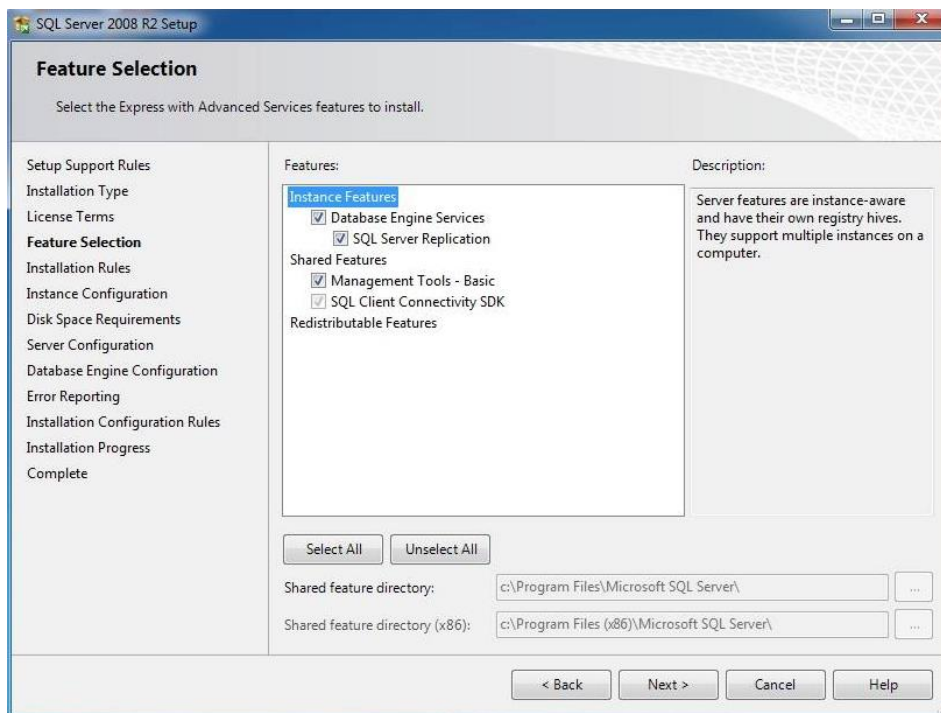 SQL Server 2008 R2 Setup
Feature Selection
Select the Express with Advanced Services features to install.
Setup Support Rules
Installation Type
License Terms
Feature Selection
Installation Rules
Instance Configuration
Disk Space Requirements
Server Configuration
Database Engine Configuration
Error Reporting
Installation Configuration Rules
Installation Progress
Complete
Features:
Instance Features
Database Engine Services
SQL Server Replication
Shared Features
Management Tools - Basic
SQL Client Connectivity SDK
Redistributable Features
Description:
Server features are instance-aware
and have their own registry hives.
They support multiple instances on a
computer.
Select All
Unselect All
Shared feature directory:
c:\Program Files\Microsoft SQL Server\
...
Shared feature directory (x86):
c:\Program Files (x86)\Microsoft SQL Server\
...
< Back
Next >
Cancel
Help